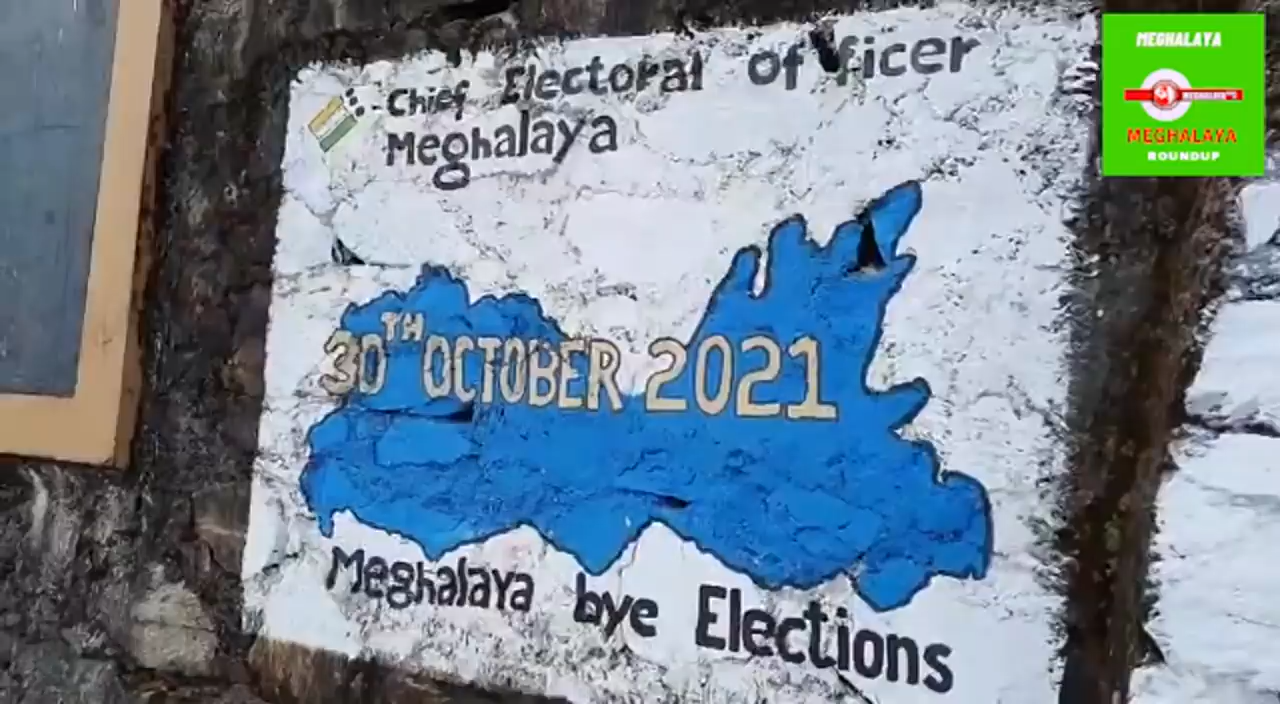 Chief Electoral officer
Meghalaya
30TH OCTOBER 2021
Meghalaya bye Elections
MEGHALAYA
MEGHALAYA
ROUNDUP